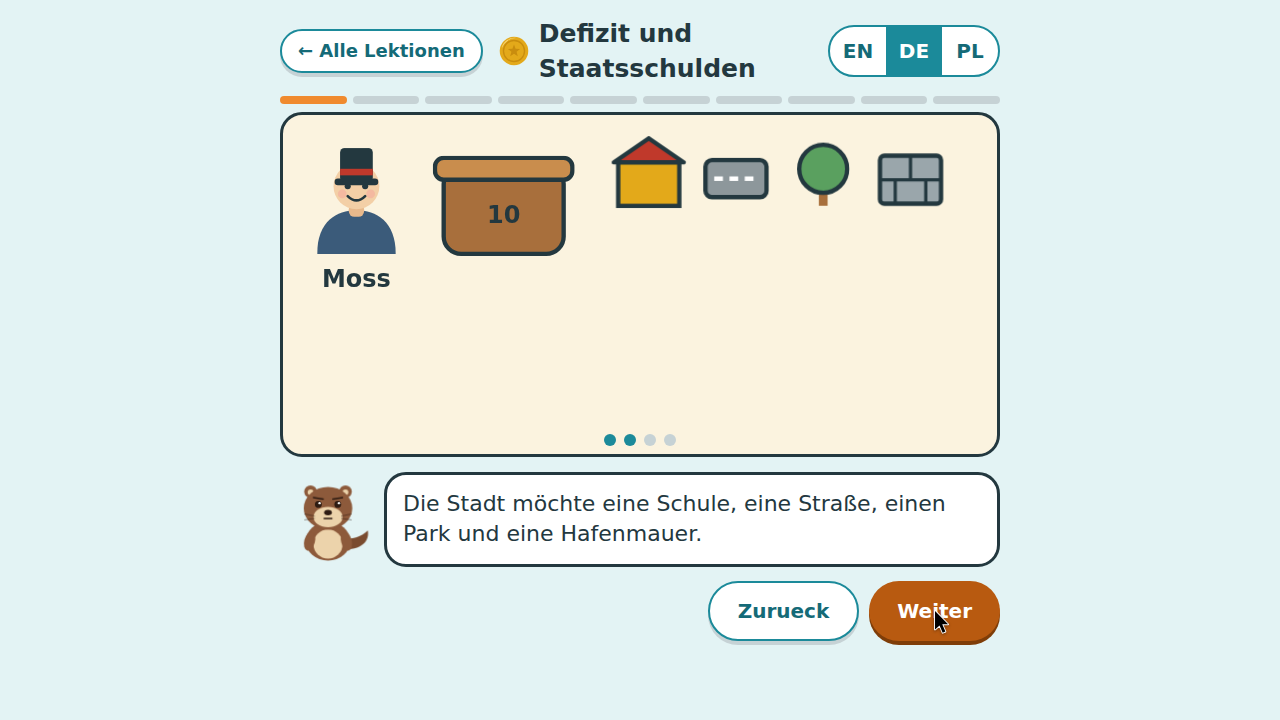 ← Alle Lektionen
Defizit und
Staatsschulden
EN DE PL
10
Moss
Die Stadt möchte eine Schule, eine Straße, einen
Park und eine Hafenmauer.
Zurueck
Weiter